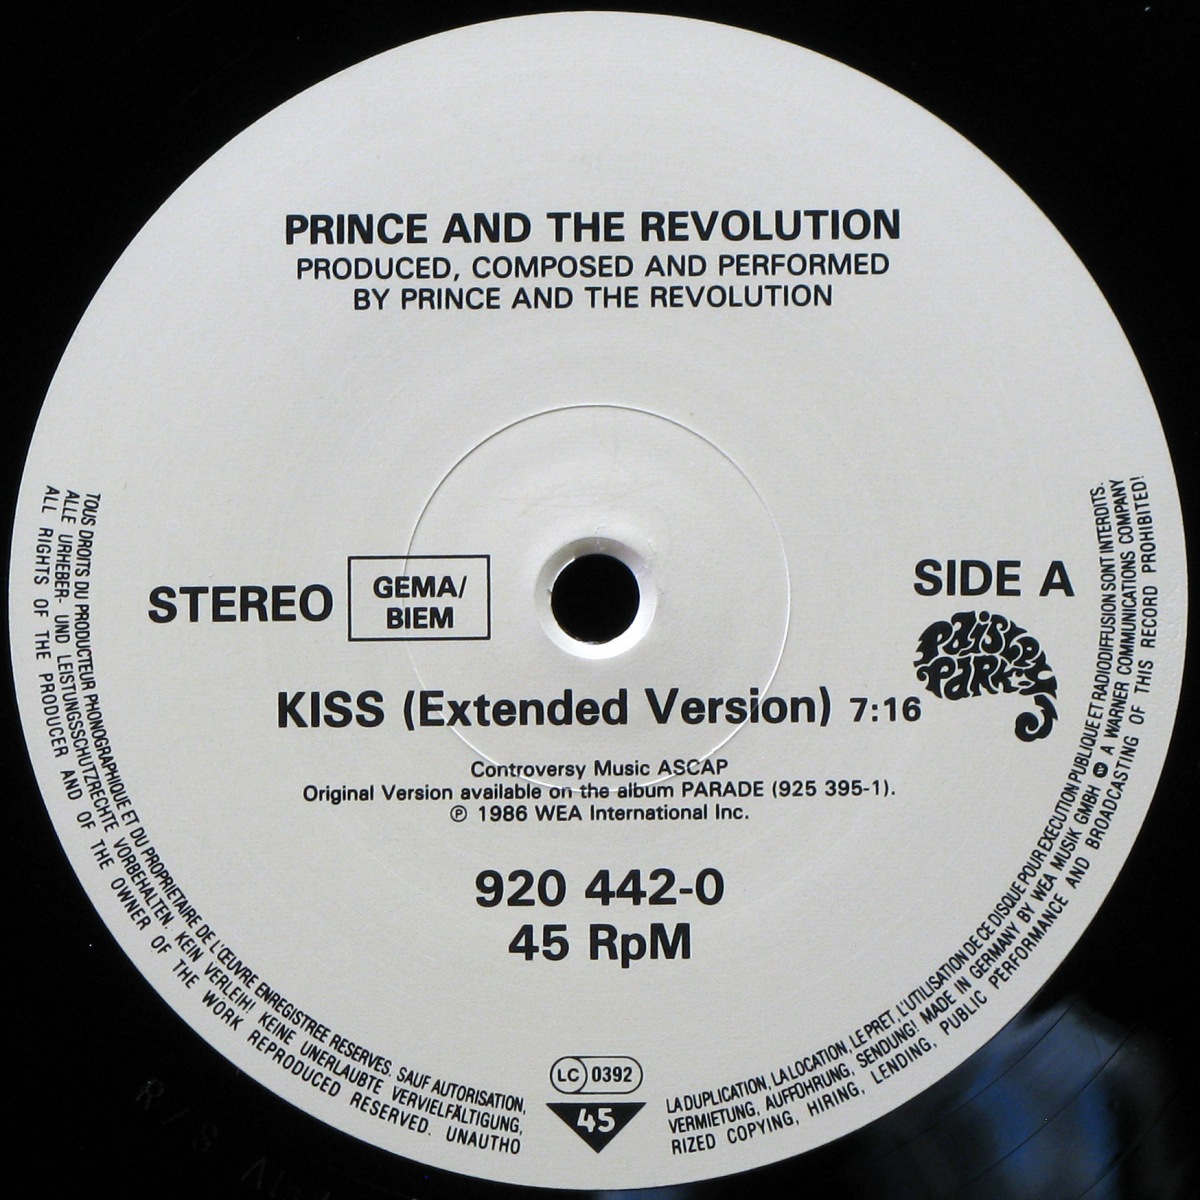 PRINCE AND THE REVOLUTION
PRODUCED, COMPOSED AND PERFORMED
BY PRINCE AND THE REVOLUTION
STEREO
GEMA/
BIEM
SIDE A
PAISLEY
PARK
KISS (Extended Version) 7:16
Controversy Music ASCAP
Original Version available on the album PARADE (925 395-1).
℗ 1986 WEA International Inc.
920 442-0
45 RpM
LC 0392
45
TOUS DROITS DU PRODUCTEUR PHONOGRAPHIQUE ET DU PROPRIETAIRE DE L'ŒUVRE ENREGISTREE RESERVES. SAUF AUTORISATION, LA DUPLICATION, LA LOCATION, LE PRET, L'UTILISATION DE CE DISQUE POUR EXECUTION PUBLIQUE ET RADIODIFFUSION SONT INTERDITS.
ALLE URHEBER- UND LEISTUNGSSCHUTZRECHTE VORBEHALTEN. KEIN VERLEIH! KEINE UNERLAUBTE VERVIELFÄLTIGUNG, VERMIETUNG, AUFFÜHRUNG, SENDUNG! MADE IN GERMANY BY WEA MUSIK GMBH A WARNER COMMUNICATIONS COMPANY
ALL RIGHTS OF THE PRODUCER AND OF THE OWNER OF THE WORK REPRODUCED RESERVED. UNAUTHORIZED COPYING, HIRING, LENDING, PUBLIC PERFORMANCE AND BROADCASTING OF THIS RECORD PROHIBITED!